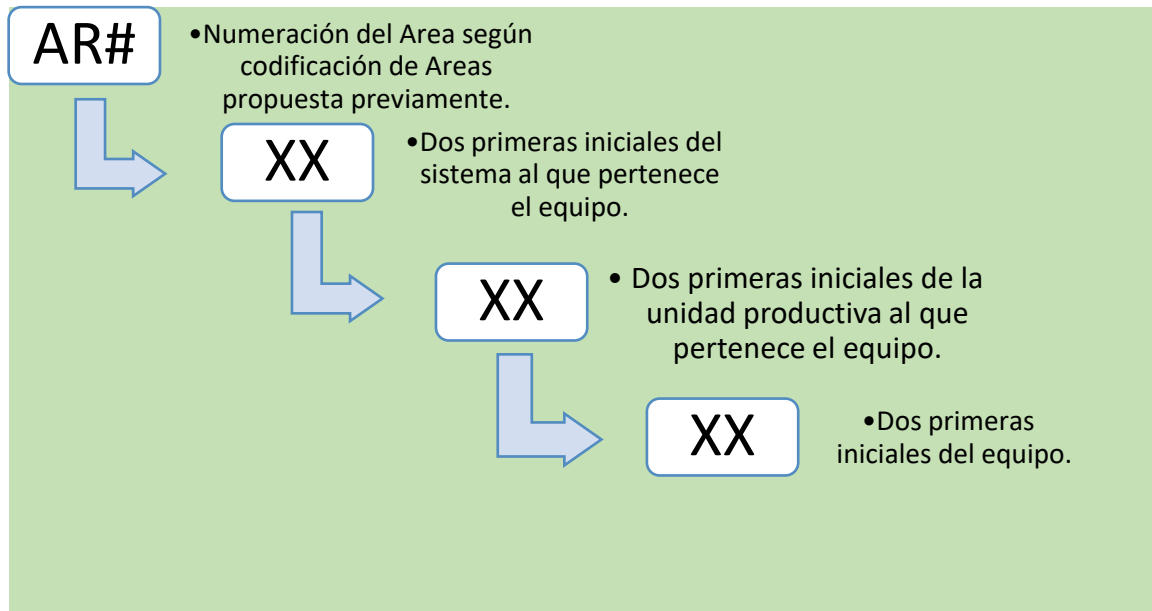 AR#
•Numeración del Area según
codificación de Areas
propuesta previamente.
XX
•Dos primeras iniciales del
sistema al que pertenece
el equipo.
XX
• Dos primeras iniciales de la
unidad productiva al que
pertenece el equipo.
XX
•Dos primeras
iniciales del equipo.